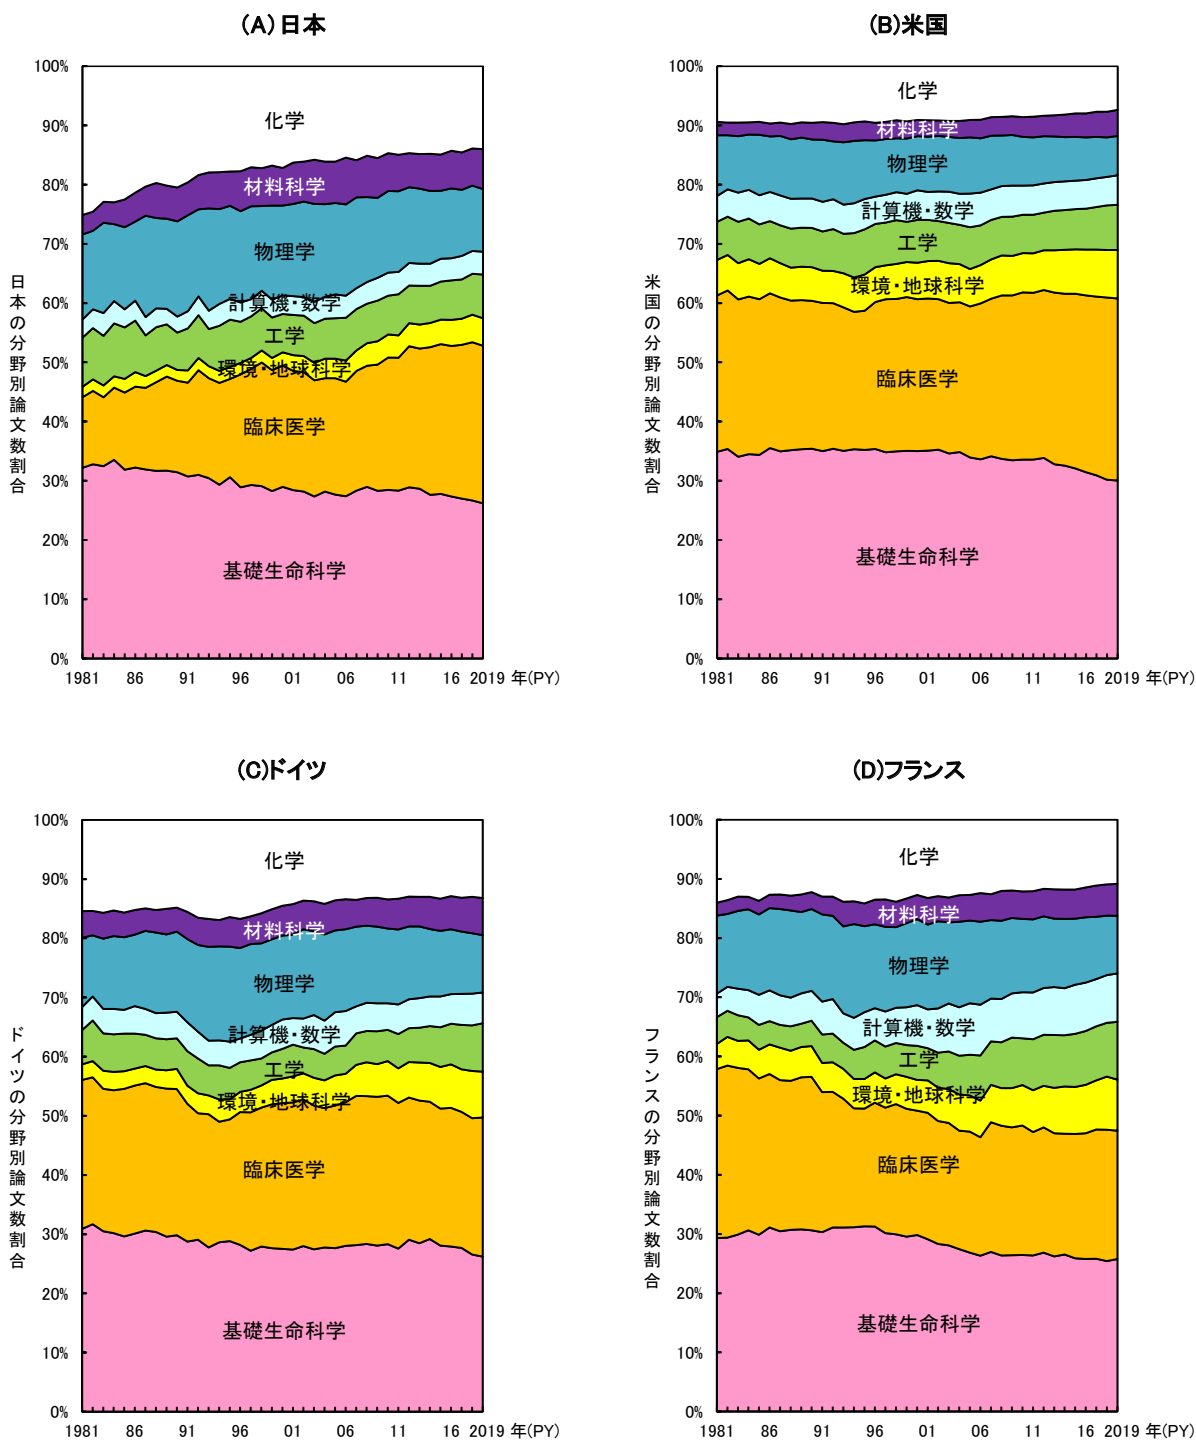 (A)日本
100%
90%
80%
70%
60%
50%
40%
30%
20%
10%
0%
日本の分野別論文数割合
化学
材料科学
物理学
計算機・数学
工学
環境・地球科学
臨床医学
基礎生命科学
1981 86 91 96 01 06 11 16 2019 年(PY)
(B)米国
100%
90%
80%
70%
60%
50%
40%
30%
20%
10%
0%
米国の分野別論文数割合
化学
材料科学
物理学
計算機・数学
工学
環境・地球科学
臨床医学
基礎生命科学
1981 86 91 96 01 06 11 16 2019 年(PY)
(C)ドイツ
100%
90%
80%
70%
60%
50%
40%
30%
20%
10%
0%
ドイツの分野別論文数割合
化学
材料科学
物理学
計算機・数学
工学
環境・地球科学
臨床医学
基礎生命科学
1981 86 91 96 01 06 11 16 2019 年(PY)
(D)フランス
100%
90%
80%
70%
60%
50%
40%
30%
20%
10%
0%
フランスの分野別論文数割合
化学
材料科学
物理学
計算機・数学
工学
環境・地球科学
臨床医学
基礎生命科学
1981 86 91 96 01 06 11 16 2019 年(PY)